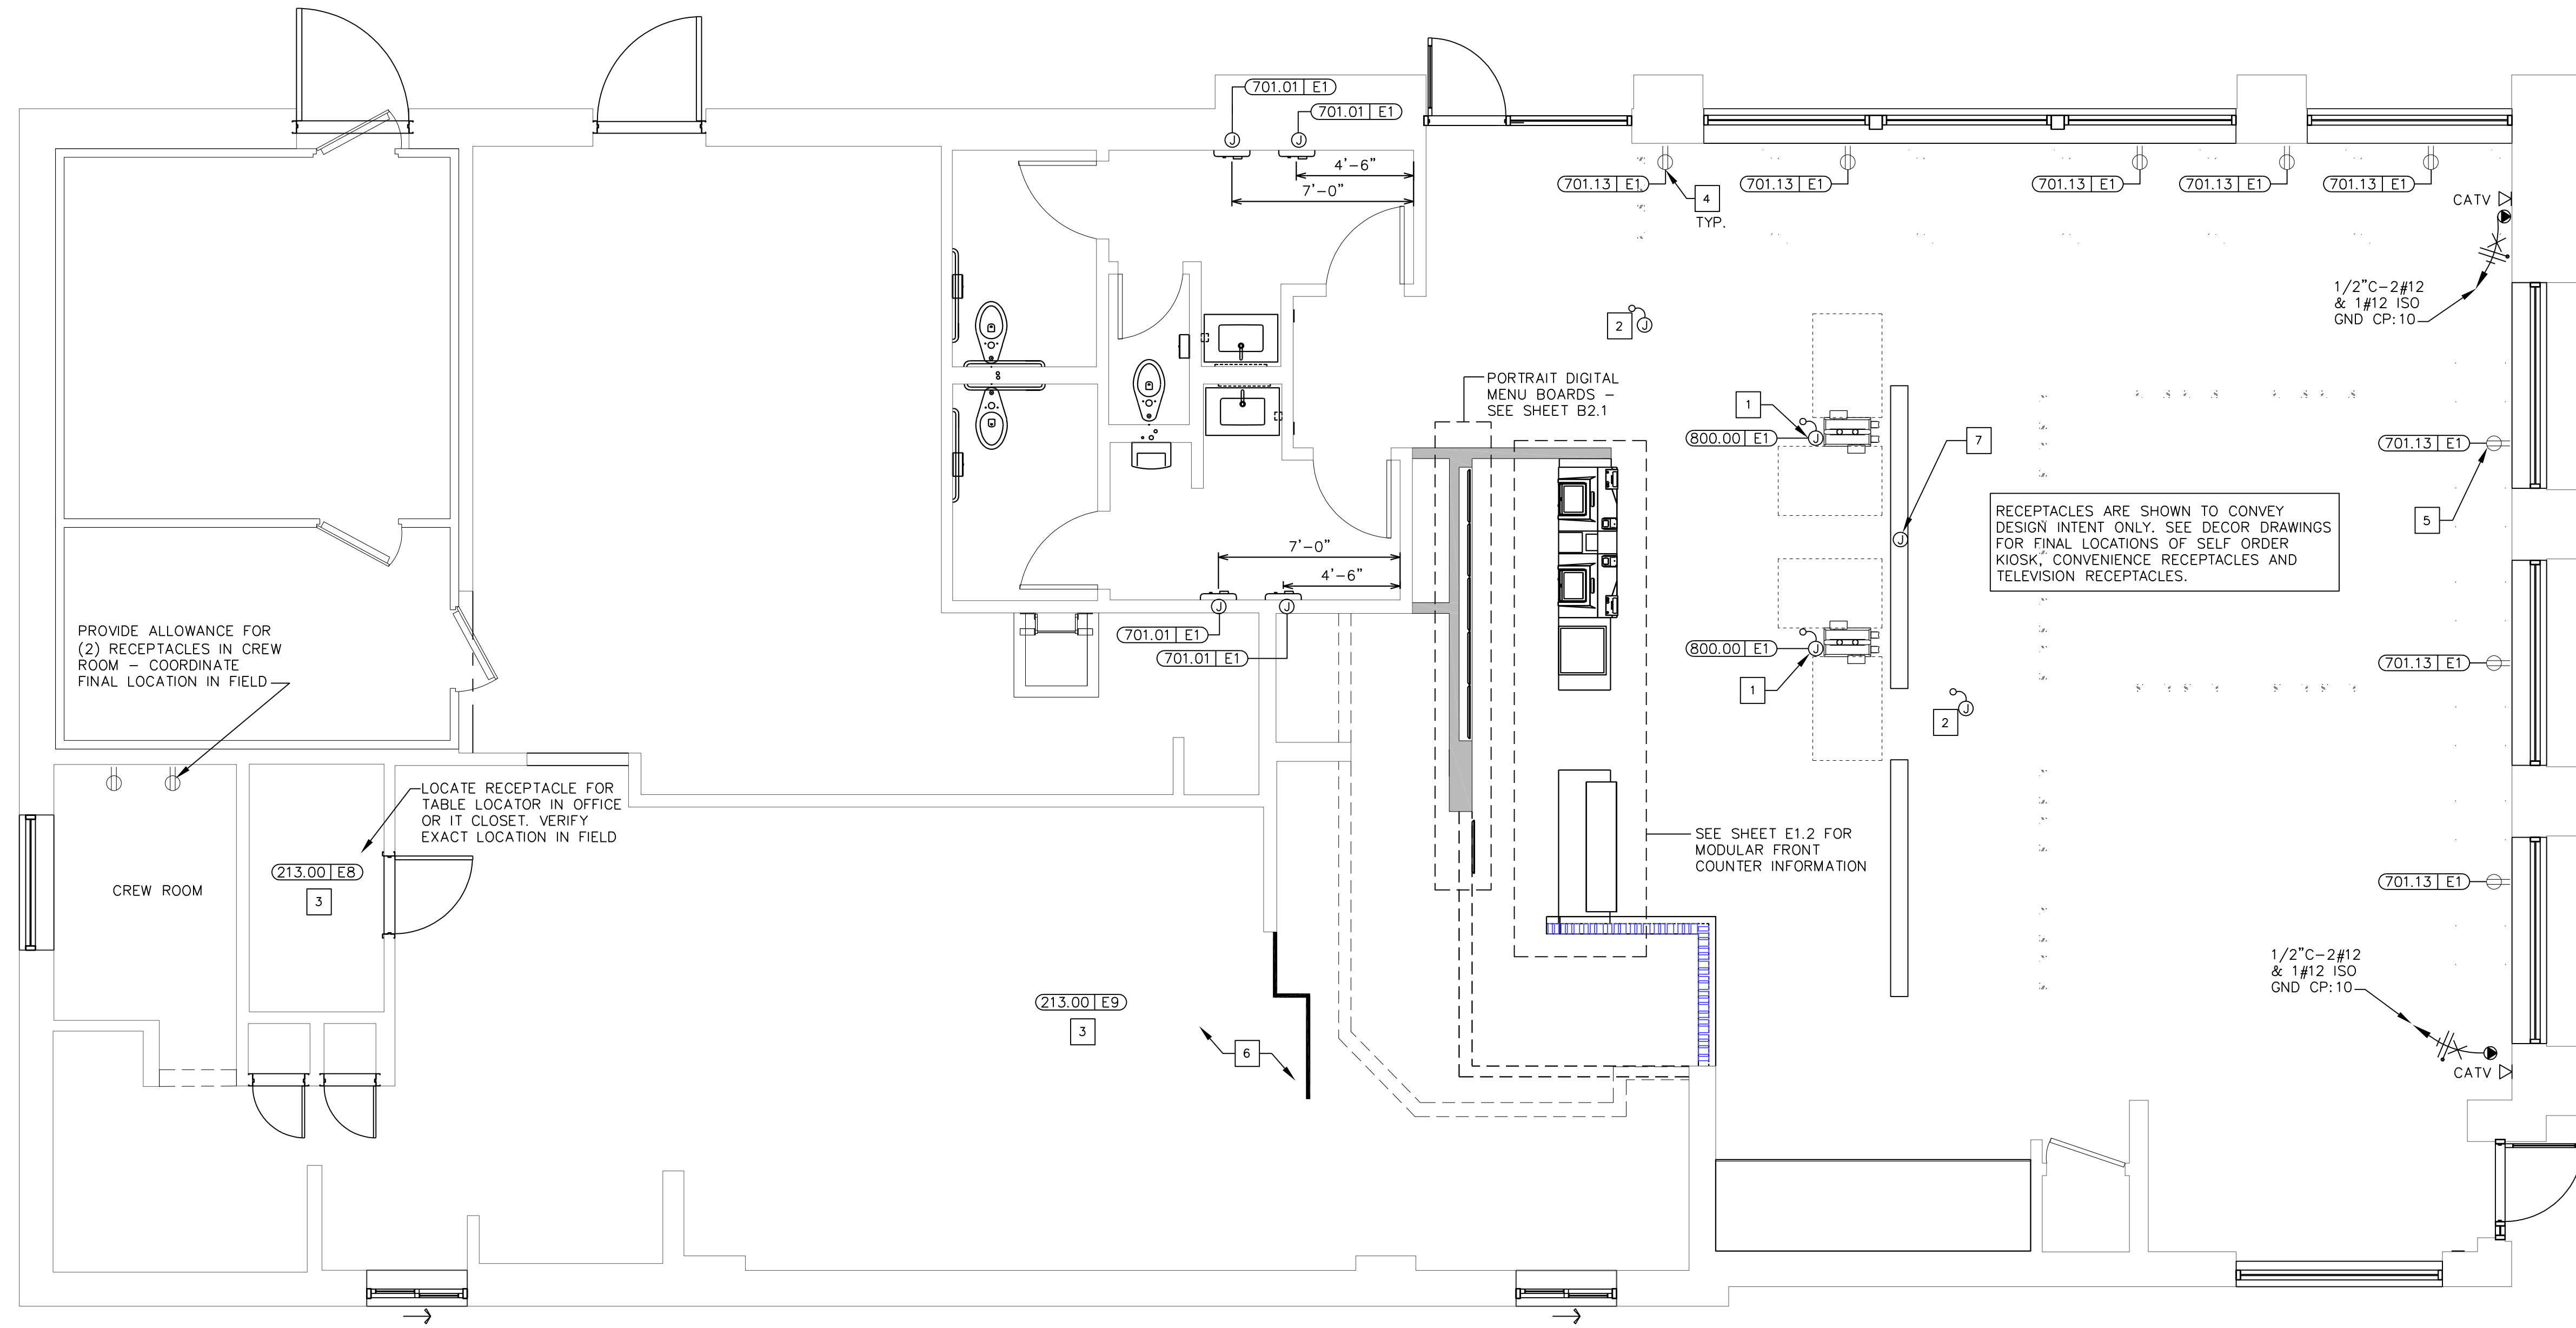 701.01 E1
701.01 E1
4'-6"
7'-0"
701.13 E1
701.13 E1
701.13 E1
701.13 E1
701.13 E1
4
TYP.
CATV
1/2"C-2#12
& 1#12 ISO
GND CP:10
2
PORTRAIT DIGITAL
MENU BOARDS –
SEE SHEET B2.1
1
800.00 E1
7
701.13 E1
5
RECEPTACLES ARE SHOWN TO CONVEY
DESIGN INTENT ONLY. SEE DECOR DRAWINGS
FOR FINAL LOCATIONS OF SELF ORDER
KIOSK, CONVENIENCE RECEPTACLES AND
TELEVISION RECEPTACLES.
7'-0"
4'-6"
701.01 E1
701.01 E1
800.00 E1
1
2
701.13 E1
PROVIDE ALLOWANCE FOR
(2) RECEPTACLES IN CREW
ROOM – COORDINATE
FINAL LOCATION IN FIELD
LOCATE RECEPTACLE FOR
TABLE LOCATOR IN OFFICE
OR IT CLOSET. VERIFY
EXACT LOCATION IN FIELD
213.00 E8
3
CREW ROOM
SEE SHEET E1.2 FOR
MODULAR FRONT
COUNTER INFORMATION
701.13 E1
213.00 E9
3
6
1/2"C-2#12
& 1#12 ISO
GND CP:10
CATV
J
J
J
J
J
J
J
J
J